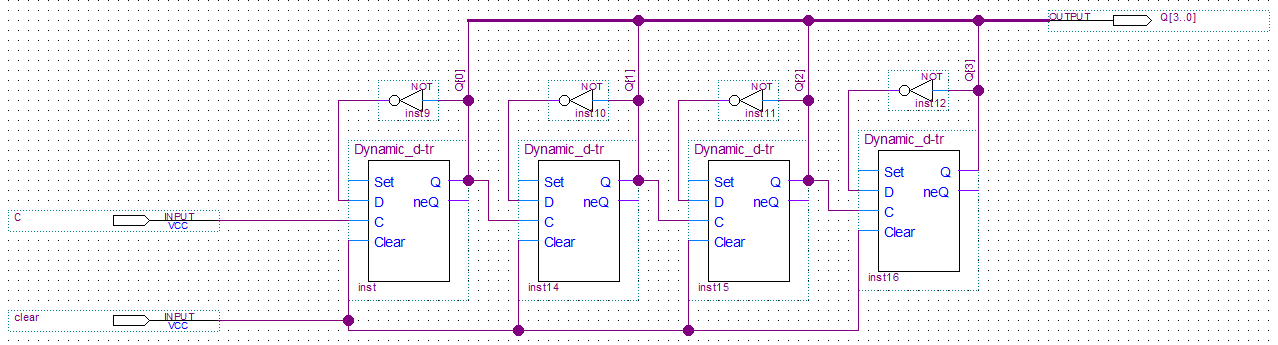 OUTPUT
Q[3..0]
Q[0]
Q[1]
Q[2]
Q[3]
NOT
inst9
NOT
inst10
NOT
inst11
NOT
inst12
Dynamic_d-tr
Set
D
C
Clear
Q
neQ
inst
Dynamic_d-tr
Set
D
C
Clear
Q
neQ
inst14
Dynamic_d-tr
Set
D
C
Clear
Q
neQ
inst15
Dynamic_d-tr
Set
D
C
Clear
Q
neQ
inst16
C
INPUT
VCC
clear
INPUT
VCC